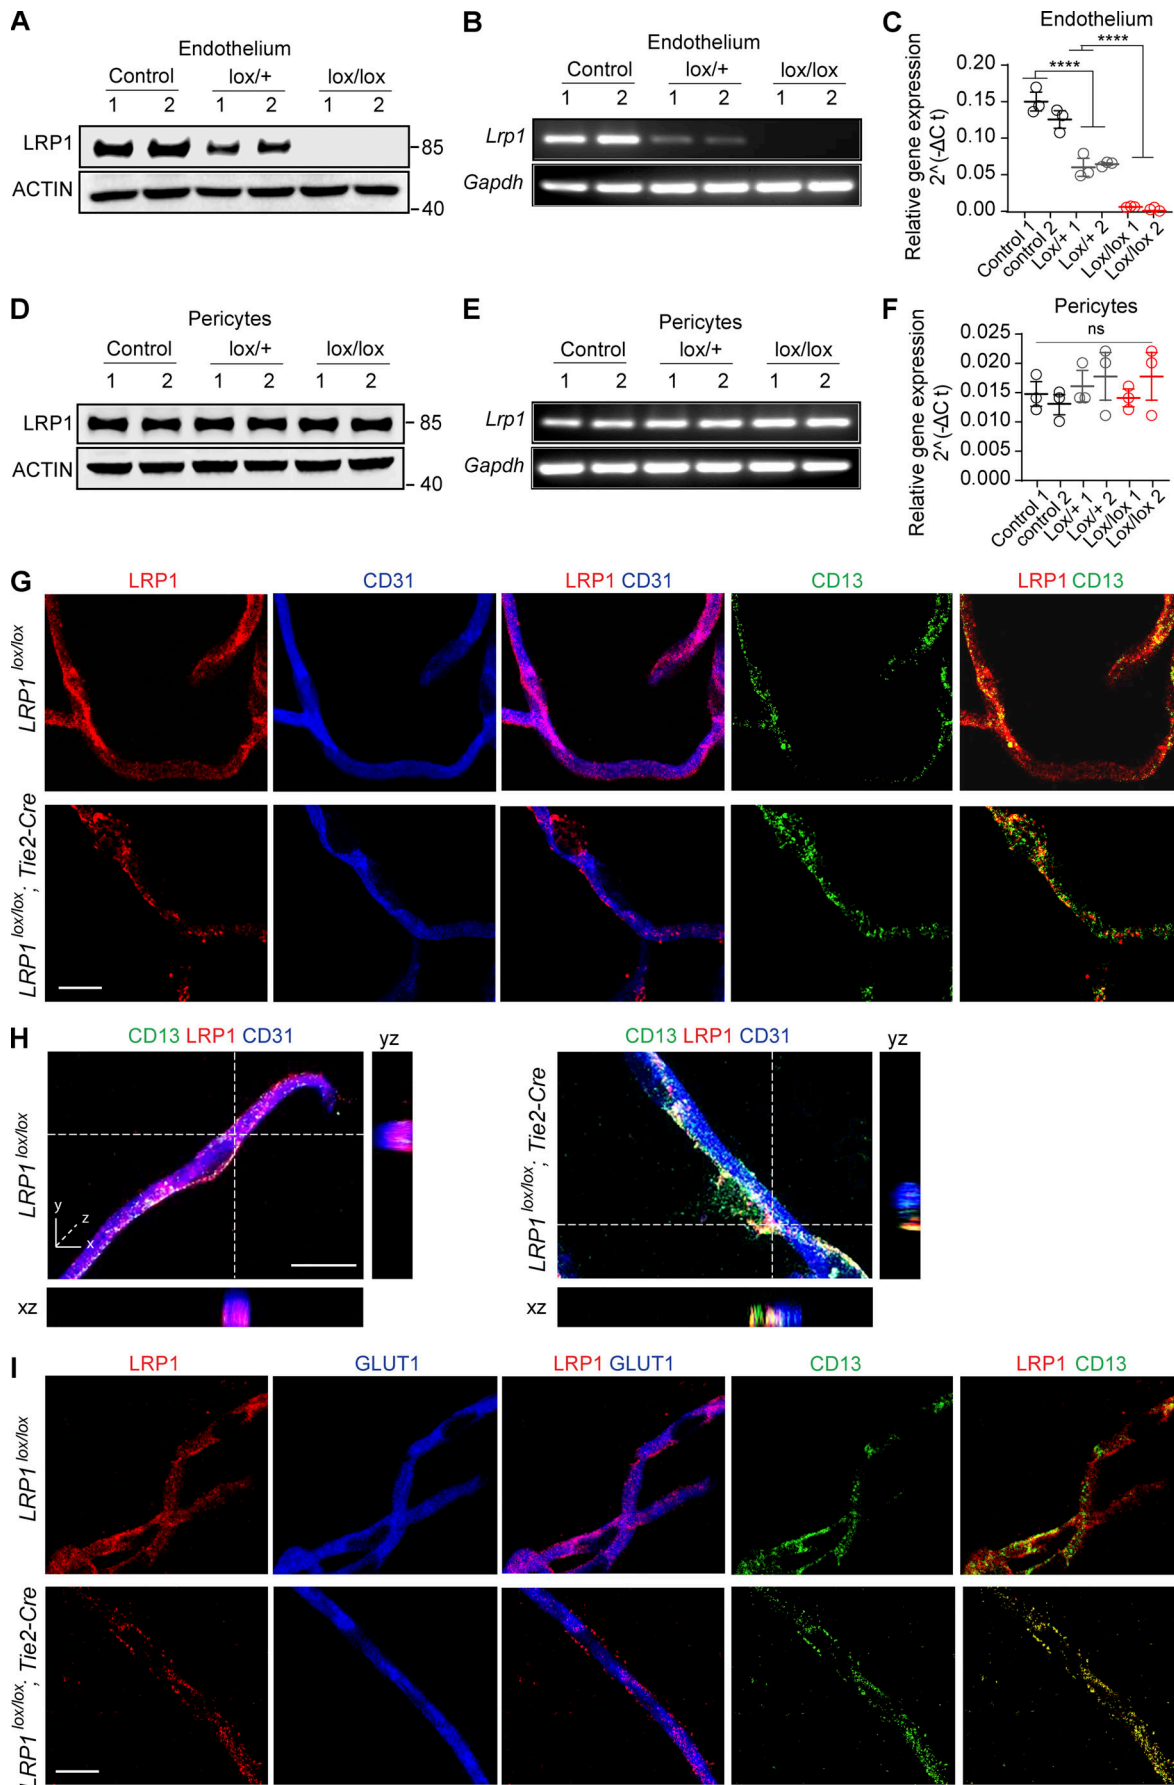 A
Endothelium
Control lox/+ lox/lox
1 2 1 2 1 2
LRP1
85
ACTIN
40
B
Endothelium
Control lox/+ lox/lox
1 2 1 2 1 2
Lrp1
Gapdh
C
Endothelium
****
****
Relative gene expression
2^(-ΔC t)
0.20
0.15
0.10
0.05
0.00
Control 1
control 2
Lox/+ 1
Lox/+ 2
Lox/lox 1
Lox/lox 2
D
Pericytes
Control lox/+ lox/lox
1 2 1 2 1 2
LRP1
85
ACTIN
40
E
Pericytes
Control lox/+ lox/lox
1 2 1 2 1 2
Lrp1
Gapdh
F
Pericytes
ns
Relative gene expression
2^(-ΔC t)
0.025
0.020
0.015
0.010
0.005
0.000
Control 1
control 2
Lox/+ 1
Lox/+ 2
Lox/lox 1
Lox/lox 2
G
LRP1 CD31 LRP1 CD31 CD13 LRP1 CD13
LRP1 lox/lox
LRP1 lox/lox; Tie2-Cre
H
CD13 LRP1 CD31
yz
LRP1 lox/lox
y
z
x
xz
CD13 LRP1 CD31
yz
LRP1 lox/lox; Tie2-Cre
xz
I
LRP1 GLUT1 LRP1 GLUT1 CD13 LRP1 CD13
LRP1 lox/lox
LRP1 lox/lox; Tie2-Cre